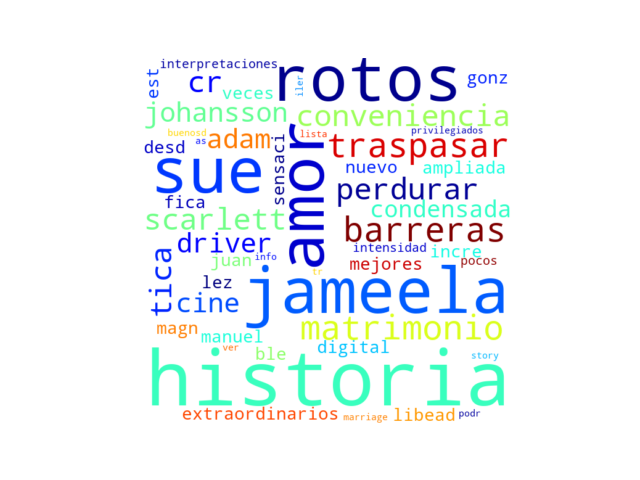 interpretaciones
est
cr
veces
iler
rotos
gonz
johansson
conveniencia
buenosd
as
adam
lista
privilegiados
desd
sensaci
amor
traspasar
sue
nuevo
ampliada
fica
perdurar
condensada
scarlett
barreras
driver
intensidad
incre
juan
info
mejores
pocos
tica
lez
tr
jameela
cine
magn
manuel
matrimonio
ver
ble
digital
story
historia
extraordinarios
marriage
libead
podr